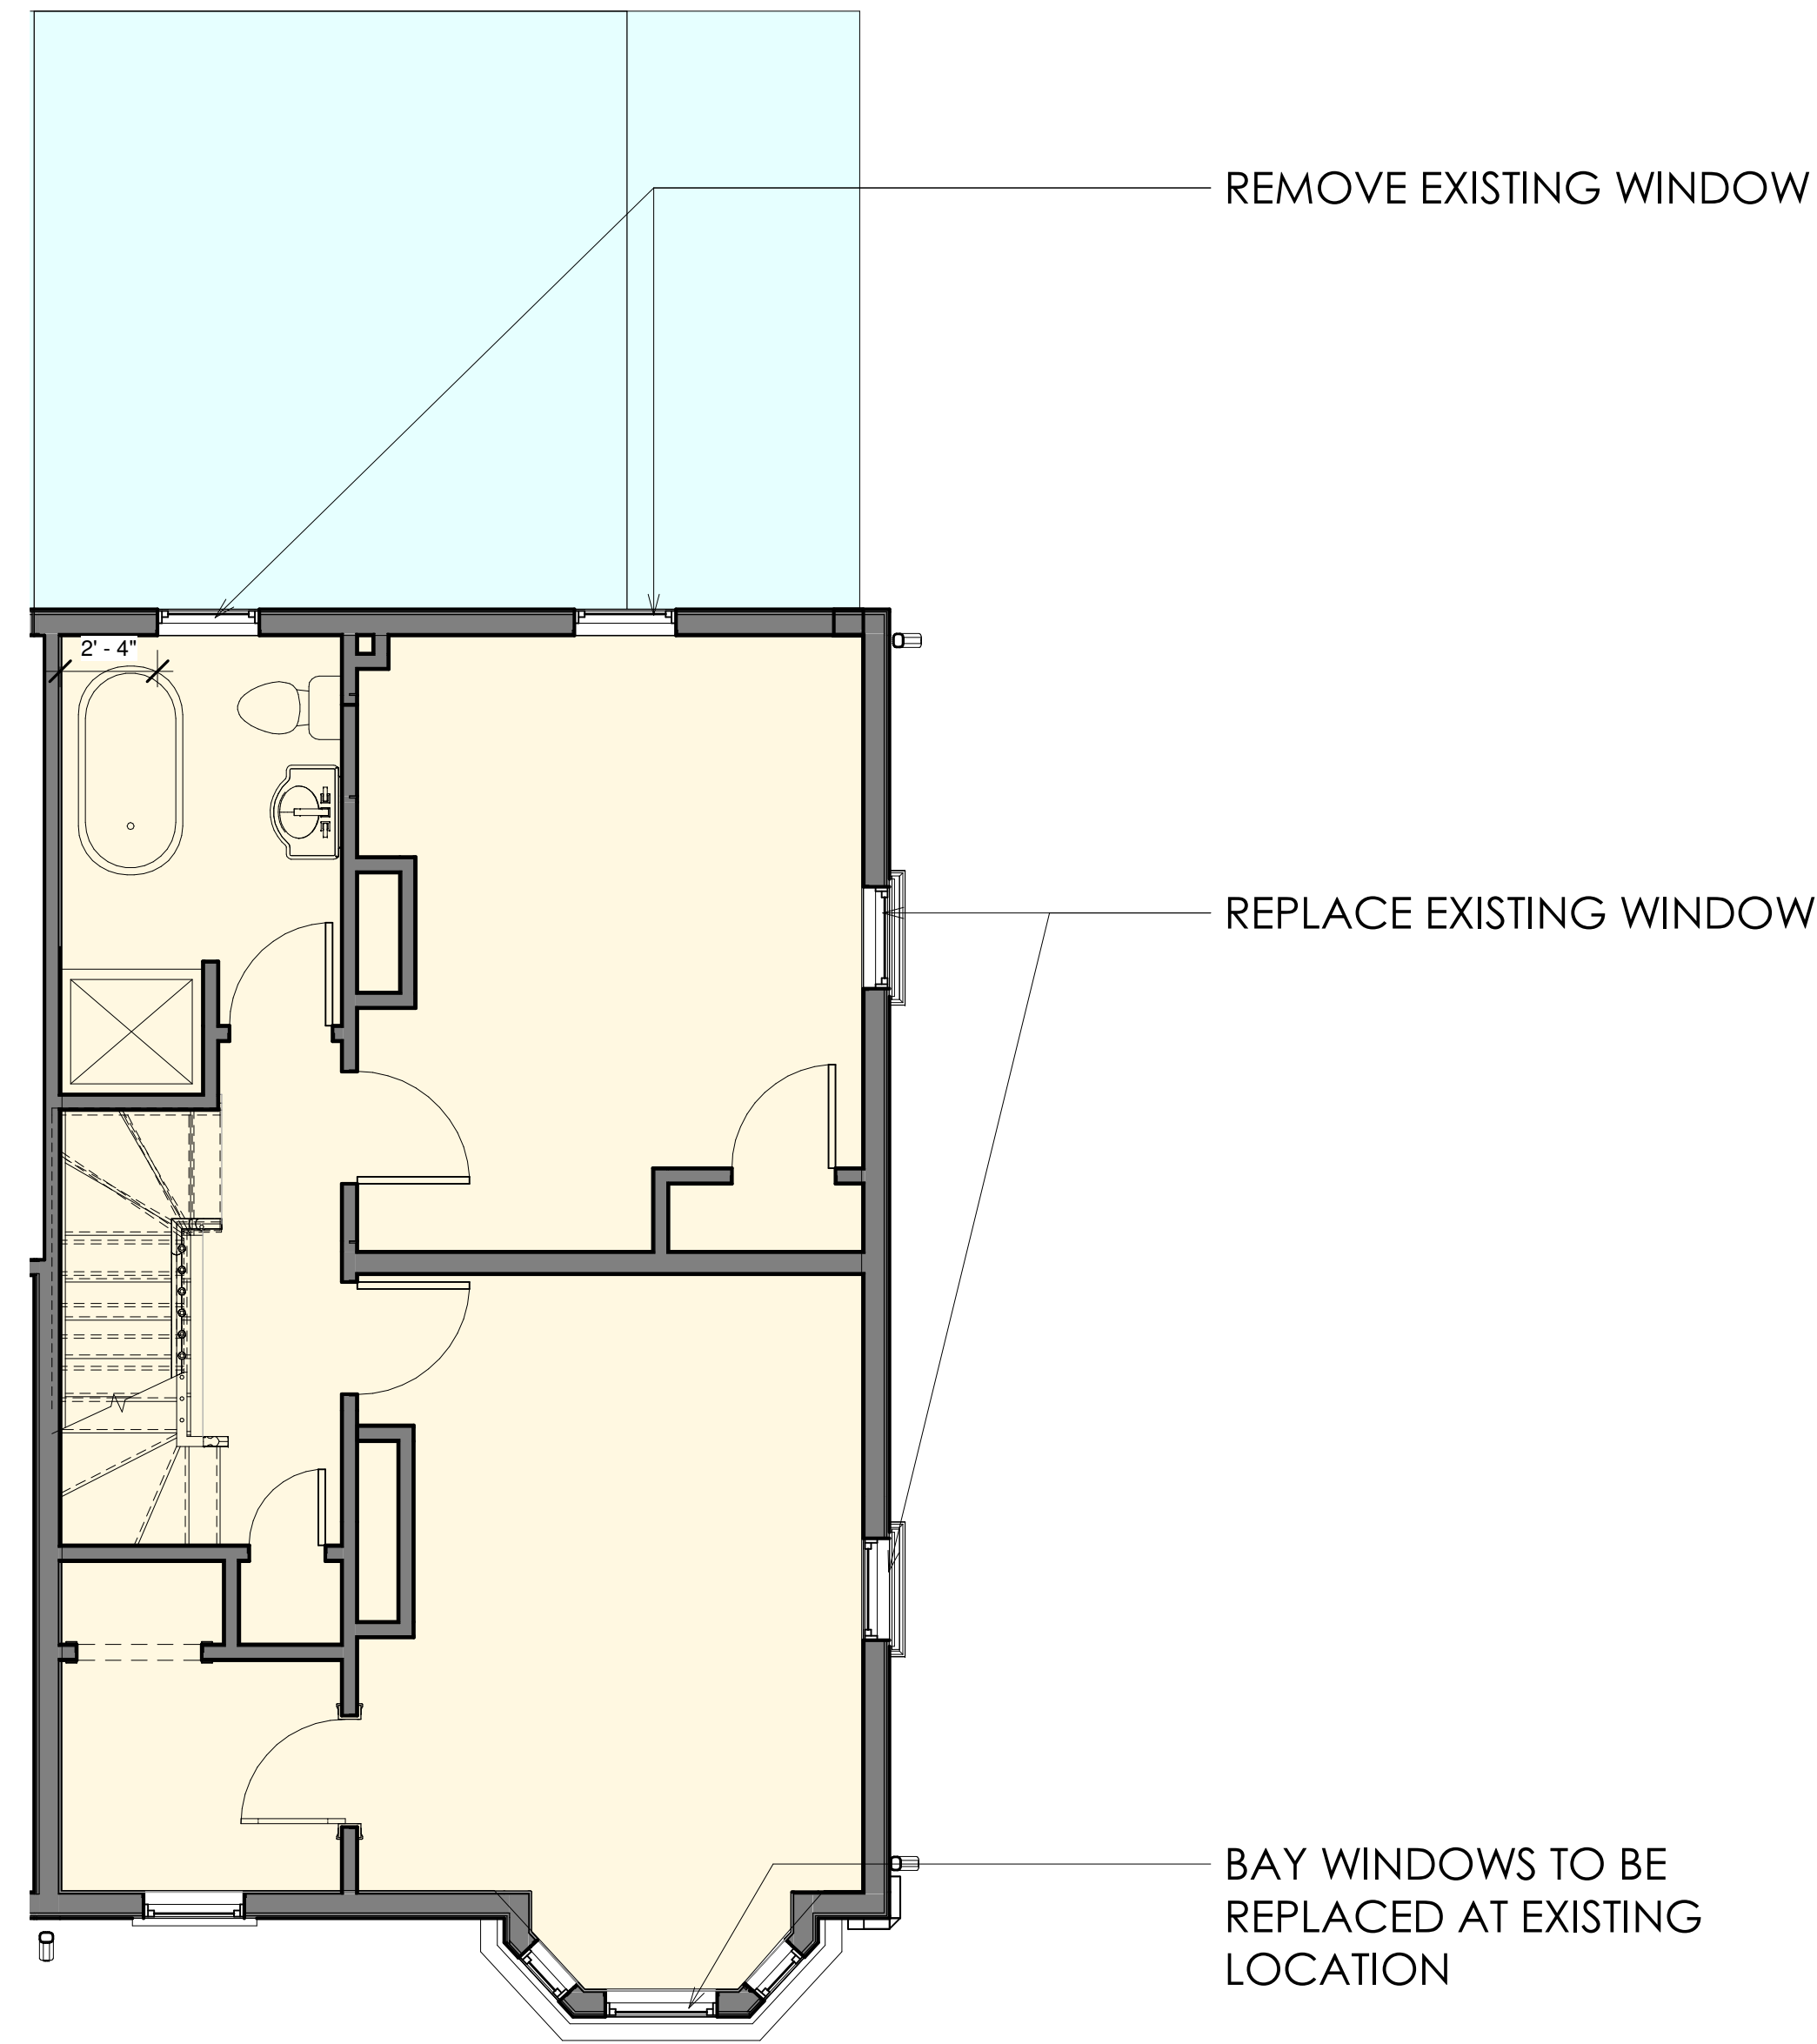 REMOVE EXISTING WINDOW
2' - 4"
REPLACE EXISTING WINDOW
BAY WINDOWS TO BE
REPLACED AT EXISTING
LOCATION